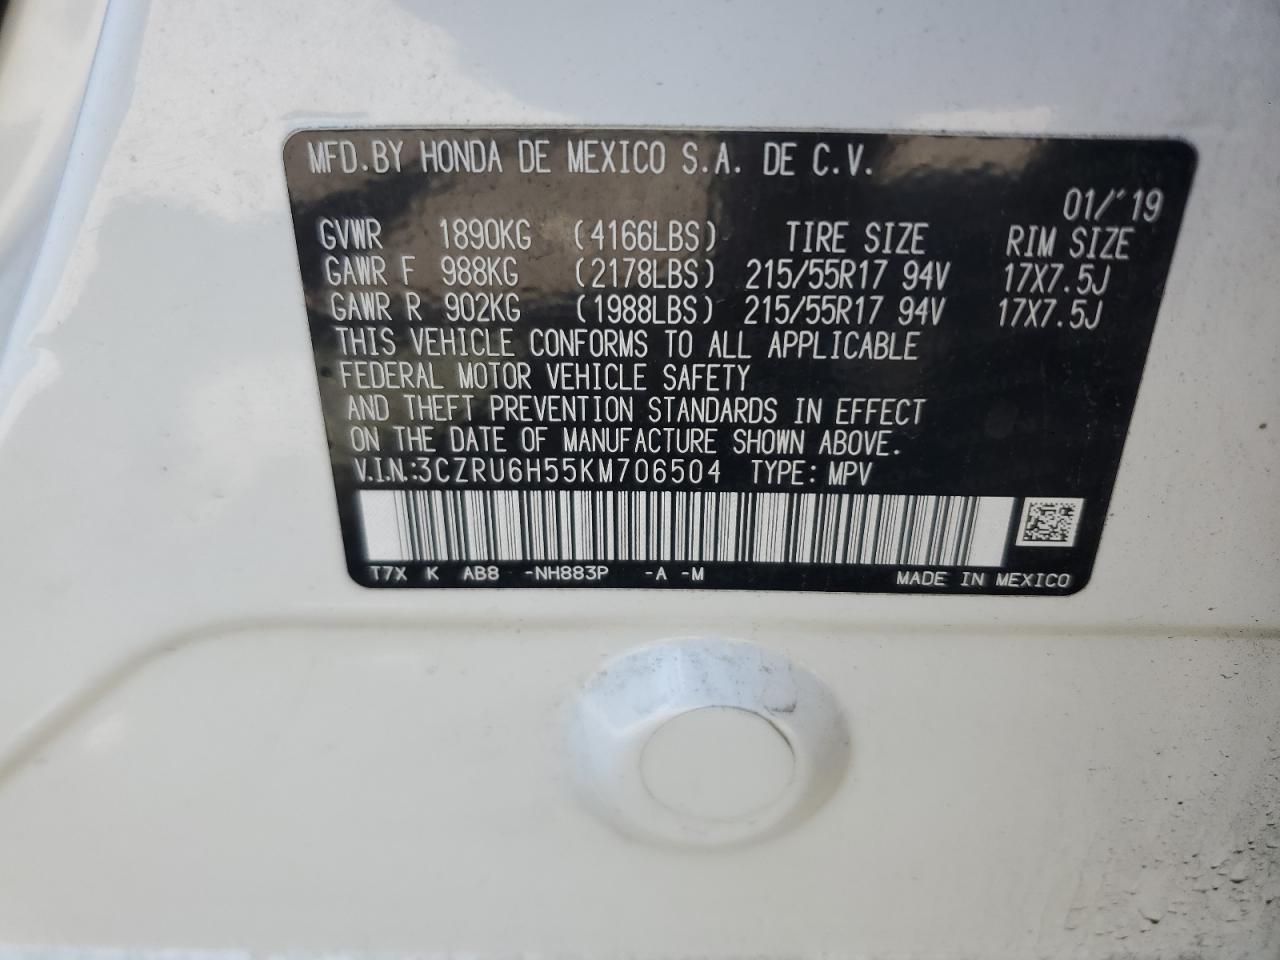 MFD.BY HONDA DE MEXICO S.A. DE C.V.
01/'19
GVWR 1890KG (4166LBS) TIRE SIZE RIM SIZE
GAWR F 988KG (2178LBS) 215/55R17 94V 17X7.5J
GAWR R 902KG (1988LBS) 215/55R17 94V 17X7.5J
THIS VEHICLE CONFORMS TO ALL APPLICABLE
FEDERAL MOTOR VEHICLE SAFETY
AND THEFT PREVENTION STANDARDS IN EFFECT
ON THE DATE OF MANUFACTURE SHOWN ABOVE.
V.I.N.:3CZRU6H55KM706504 TYPE: MPV
T7X K AB8 -NH883P -A -M MADE IN MEXICO